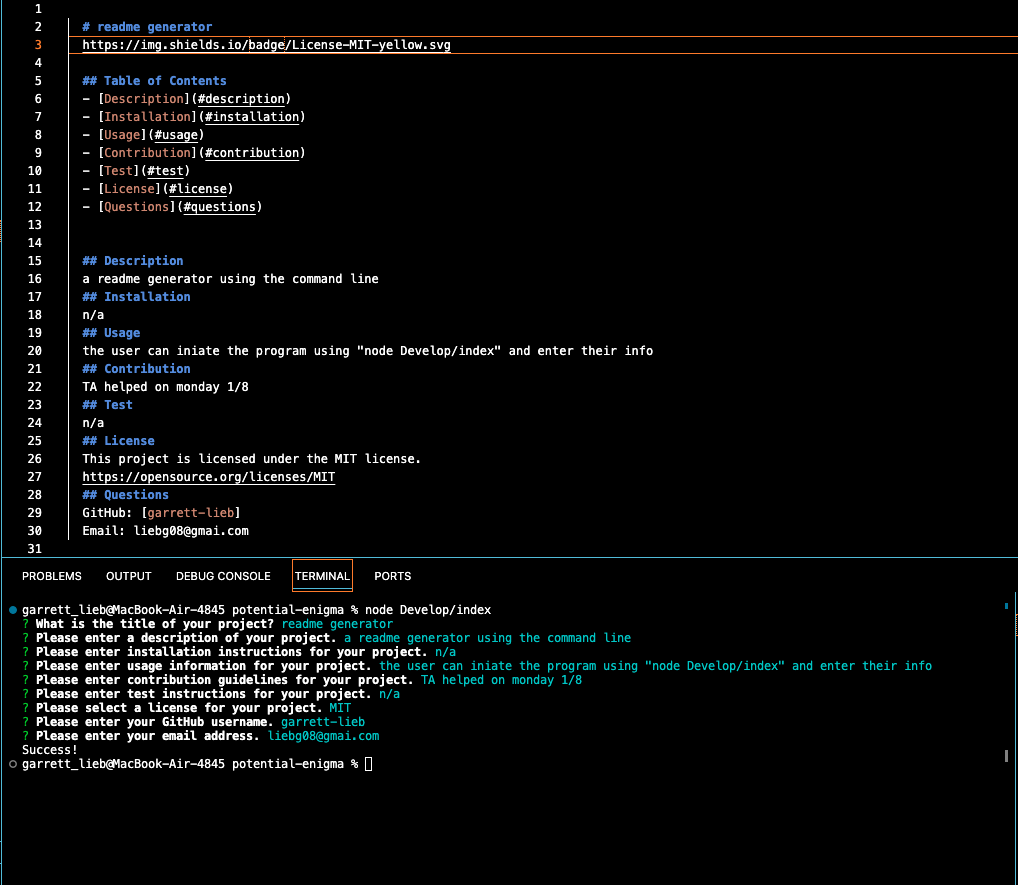 1
2 # readme generator
3 https://img.shields.io/badge/License-MIT-yellow.svg
4
5 ## Table of Contents
6 - [Description](#description)
7 - [Installation](#installation)
8 - [Usage](#usage)
9 - [Contribution](#contribution)
10 - [Test](#test)
11 - [License](#license)
12 - [Questions](#questions)
13
14
15 ## Description
16 a readme generator using the command line
17 ## Installation
18 n/a
19 ## Usage
20 the user can iniate the program using "node Develop/index" and enter their info
21 ## Contribution
22 TA helped on monday 1/8
23 ## Test
24 n/a
25 ## License
26 This project is licensed under the MIT license.
27 https://opensource.org/licenses/MIT
28 ## Questions
29 GitHub: [garrett-lieb]
30 Email: liebg08@gmai.com
31
PROBLEMS OUTPUT DEBUG CONSOLE TERMINAL PORTS
garrett_lieb@MacBook-Air-4845 potential-enigma % node Develop/index
? What is the title of your project? readme generator
? Please enter a description of your project. a readme generator using the command line
? Please enter installation instructions for your project. n/a
? Please enter usage information for your project. the user can iniate the program using "node Develop/index" and enter their info
? Please enter contribution guidelines for your project. TA helped on monday 1/8
? Please enter test instructions for your project. n/a
? Please select a license for your project. MIT
? Please enter your GitHub username. garrett-lieb
? Please enter your email address. liebg08@gmai.com
Success!
garrett_lieb@MacBook-Air-4845 potential-enigma %